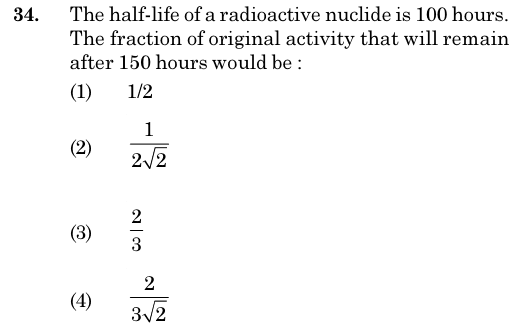 34. The half-life of a radioactive nuclide is 100 hours.
The fraction of original activity that will remain
after 150 hours would be :
(1) 1/2
(2) 1/(2√2)
(3) 2/3
(4) 2/(3√2)